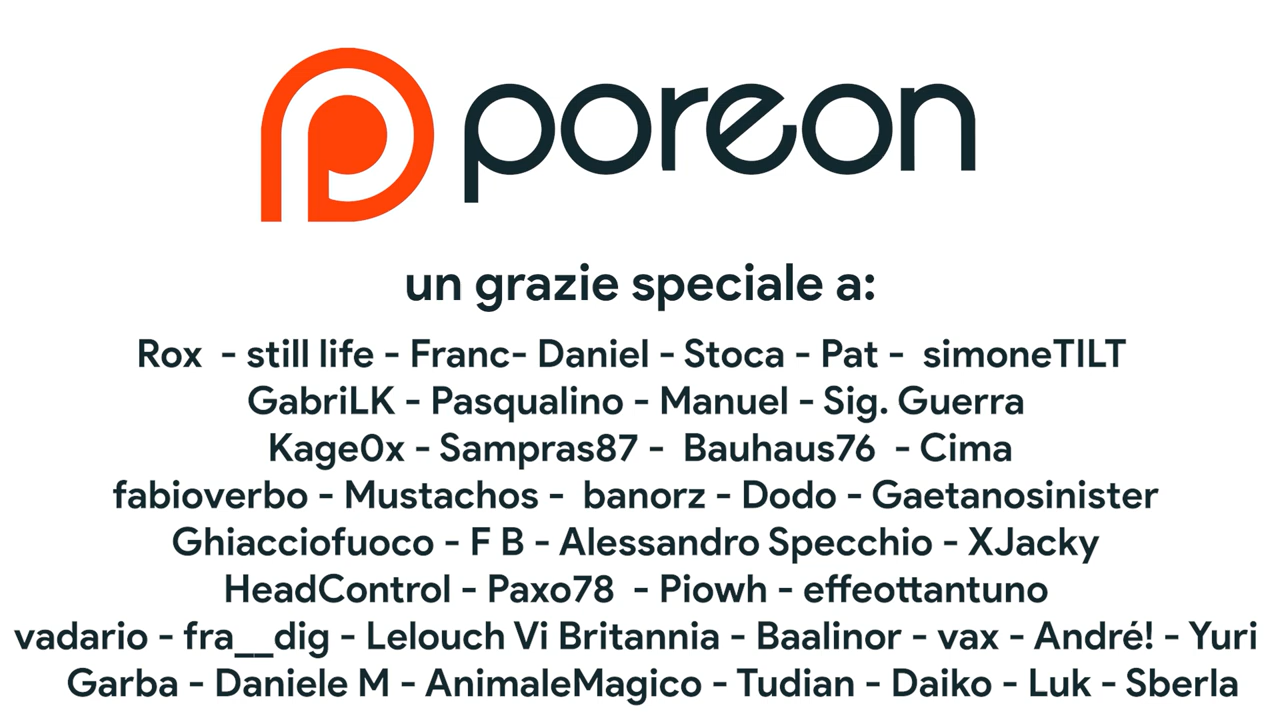 poreon
un grazie speciale a:
Rox - still life - Franc- Daniel - Stoca - Pat - simoneTILT
GabriLK - Pasqualino - Manuel - Sig. Guerra
Kage0x - Sampras87 - Bauhaus76 - Cima
fabioverbo - Mustachos - banorz - Dodo - Gaetanosinister
Ghiacciofuoco - F B - Alessandro Specchio - XJacky
HeadControl - Paxo78 - Piowh - effeottantuno
vadario - fra__dig - Lelouch Vi Britannia - Baalinor - vax - André! - Yuri
Garba - Daniele M - AnimaleMagico - Tudian - Daiko - Luk - Sberla